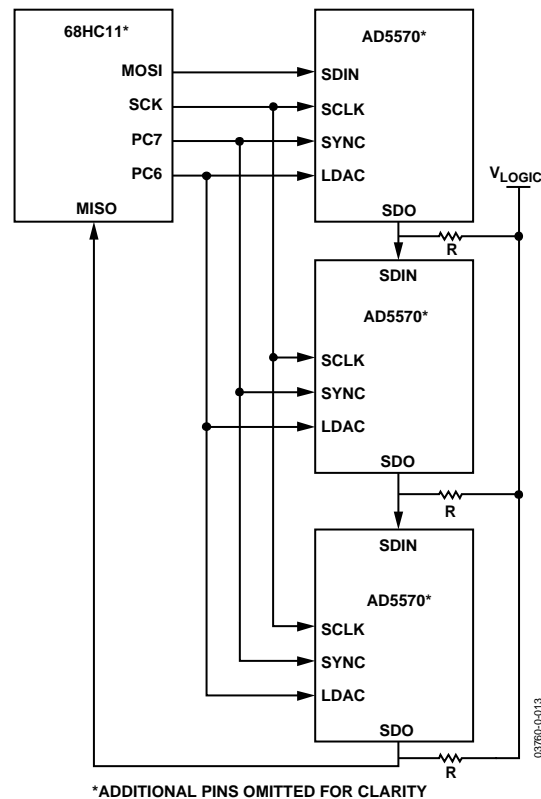 68HC11*
MOSI
SCK
PC7
PC6
MISO
AD5570*
SDIN
SCLK
SYNC
LDAC
SDO
VLOGIC
R
SDIN
AD5570*
SCLK
SYNC
LDAC
SDO
R
SDIN
AD5570*
SCLK
SYNC
LDAC
SDO
R
03760-0-013
*ADDITIONAL PINS OMITTED FOR CLARITY